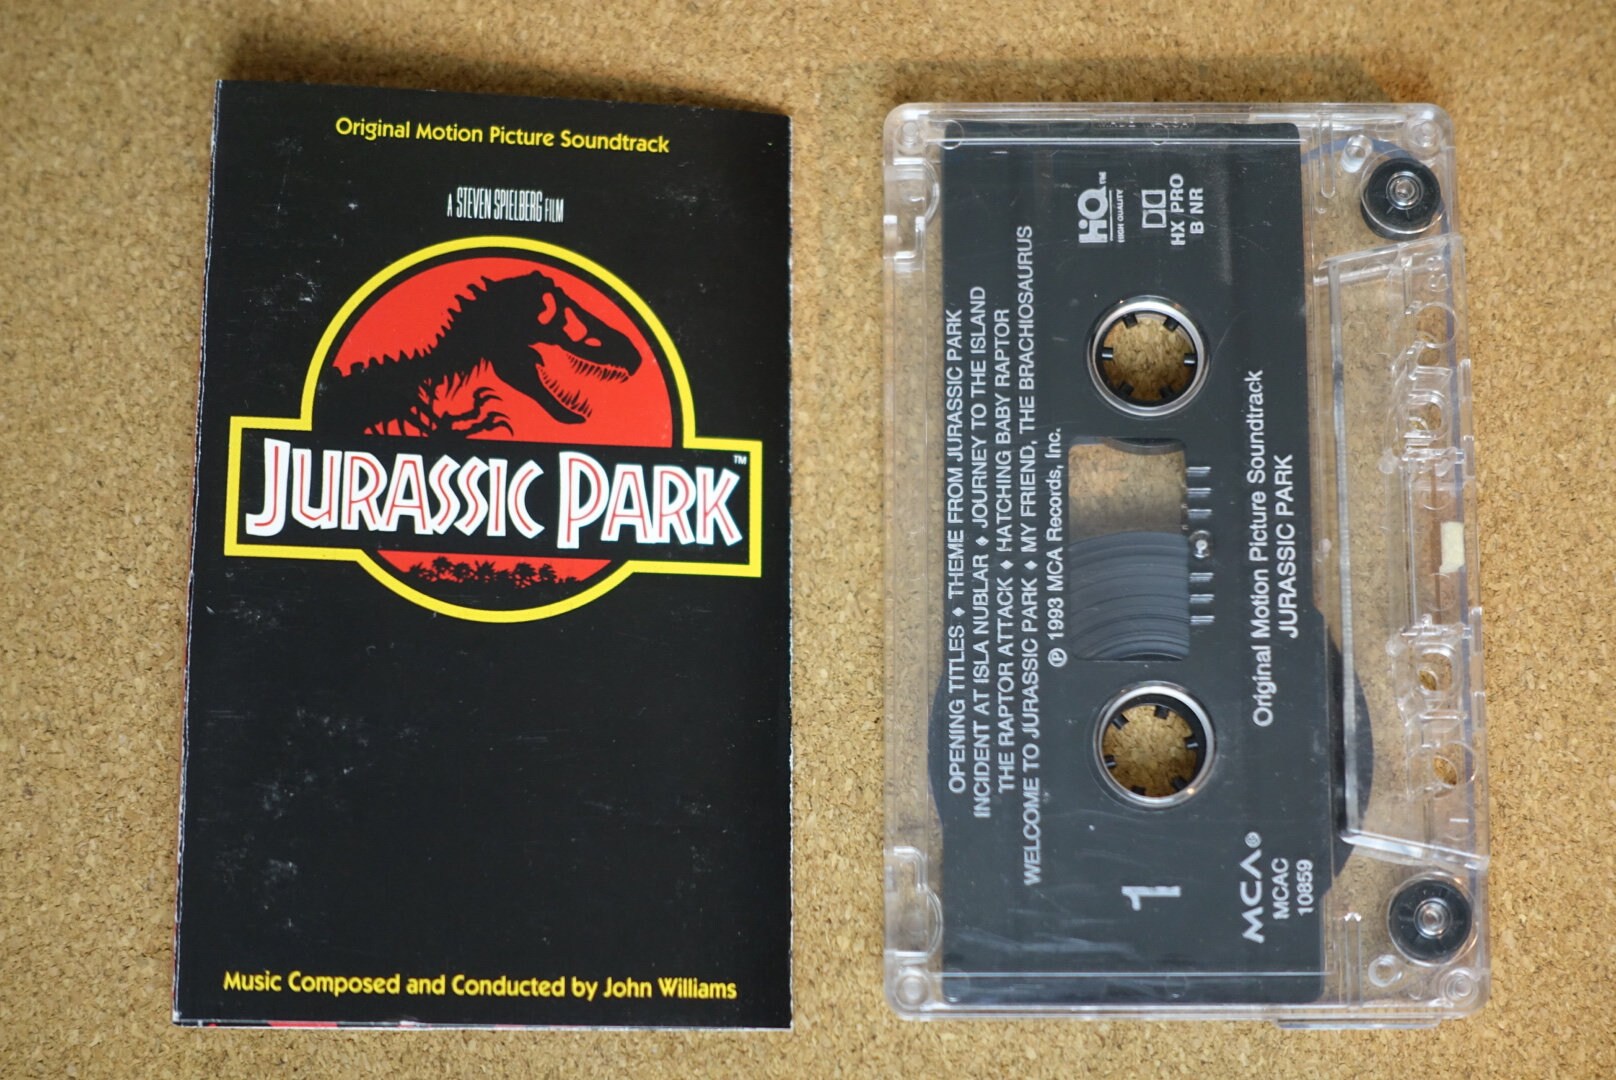 Original Motion Picture Soundtrack
A STEVEN SPIELBERG FILM
JURASSIC PARK™
Music Composed and Conducted by John Williams
OPENING TITLES ♦ THEME FROM JURASSIC PARK
INCIDENT AT ISLA NUBLAR ♦ JOURNEY TO THE ISLAND
THE RAPTOR ATTACK ♦ HATCHING BABY RAPTOR
WELCOME TO JURASSIC PARK ♦ MY FRIEND, THE BRACHIOSAURUS
℗ 1993 MCA Records, Inc.
HiQ™
HIGH QUALITY
HX PRO
B NR
1
Original Motion Picture Soundtrack
JURASSIC PARK
MCA®
MCAC
10859